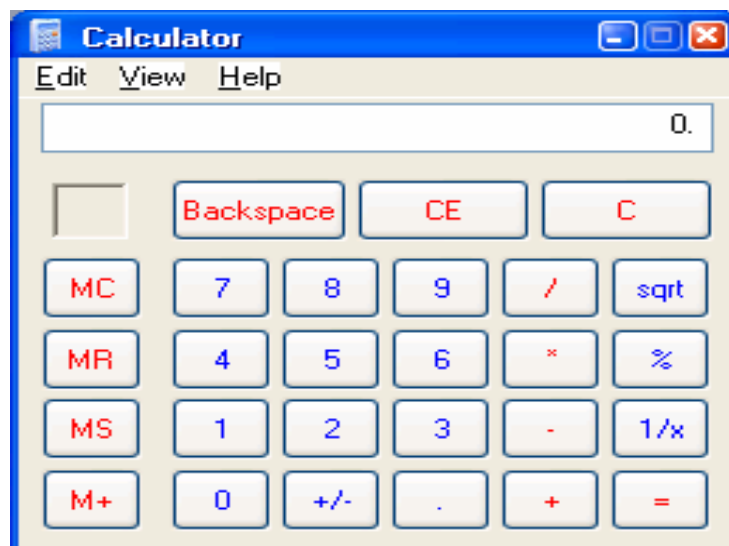 Calculator
Edit View Help
0.
Backspace CE C
MC 7 8 9 / sqrt
MR 4 5 6 * %
MS 1 2 3 - 1/x
M+ 0 +/- . + =